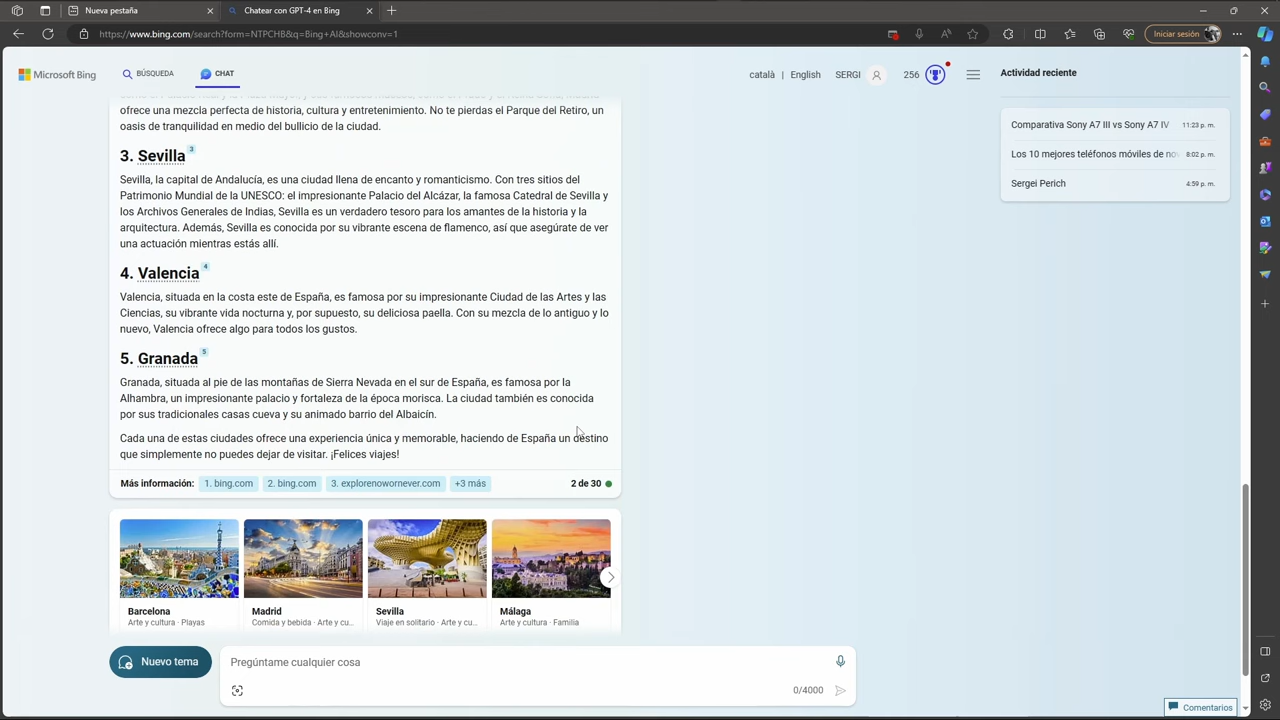 Nueva pestaña
Chatear con GPT-4 en Bing
https://www.bing.com/search?form=NTPCHB&q=Bing+AI&showconv=1
Iniciar sesión
Microsoft Bing
BÚSQUEDA
CHAT
català | English
SERGI
256
Actividad reciente
Comparativa Sony A7 III vs Sony A7 IV 11:23 p. m.
Los 10 mejores teléfonos móviles de 8:02 p. m.
Sergei Perich 4:59 p. m.
ofrece una mezcla perfecta de historia, cultura y entretenimiento. No te pierdas el Parque del Retiro, un
oasis de tranquilidad en medio del bullicio de la ciudad.
3. Sevilla 3
Sevilla, la capital de Andalucía, es una ciudad llena de encanto y romanticismo. Con tres sitios del
Patrimonio Mundial de la UNESCO: el impresionante Palacio del Alcázar, la famosa Catedral de Sevilla y
los Archivos Generales de Indias, Sevilla es un verdadero tesoro para los amantes de la historia y la
arquitectura. Además, Sevilla es conocida por su vibrante escena de flamenco, así que asegúrate de ver
una actuación mientras estás allí.
4. Valencia 4
Valencia, situada en la costa este de España, es famosa por su impresionante Ciudad de las Artes y las
Ciencias, su vibrante vida nocturna y, por supuesto, su deliciosa paella. Con su mezcla de lo antiguo y lo
nuevo, Valencia ofrece algo para todos los gustos.
5. Granada 5
Granada, situada al pie de las montañas de Sierra Nevada en el sur de España, es famosa por la
Alhambra, un impresionante palacio y fortaleza de la época morisca. La ciudad también es conocida
por sus tradicionales casas cueva y su animado barrio del Albaicín.
Cada una de estas ciudades ofrece una experiencia única y memorable, haciendo de España un destino
que simplemente no puedes dejar de visitar. ¡Felices viajes!
Más información: 1. bing.com 2. bing.com 3. explorenowornever.com +3 más 2 de 30
Barcelona
Arte y cultura · Playas
Madrid
Comida y bebida · Arte y cu...
Sevilla
Viaje en solitario · Arte y cu...
Málaga
Arte y cultura · Familia
Nuevo tema
Pregúntame cualquier cosa
0/4000
Comentarios